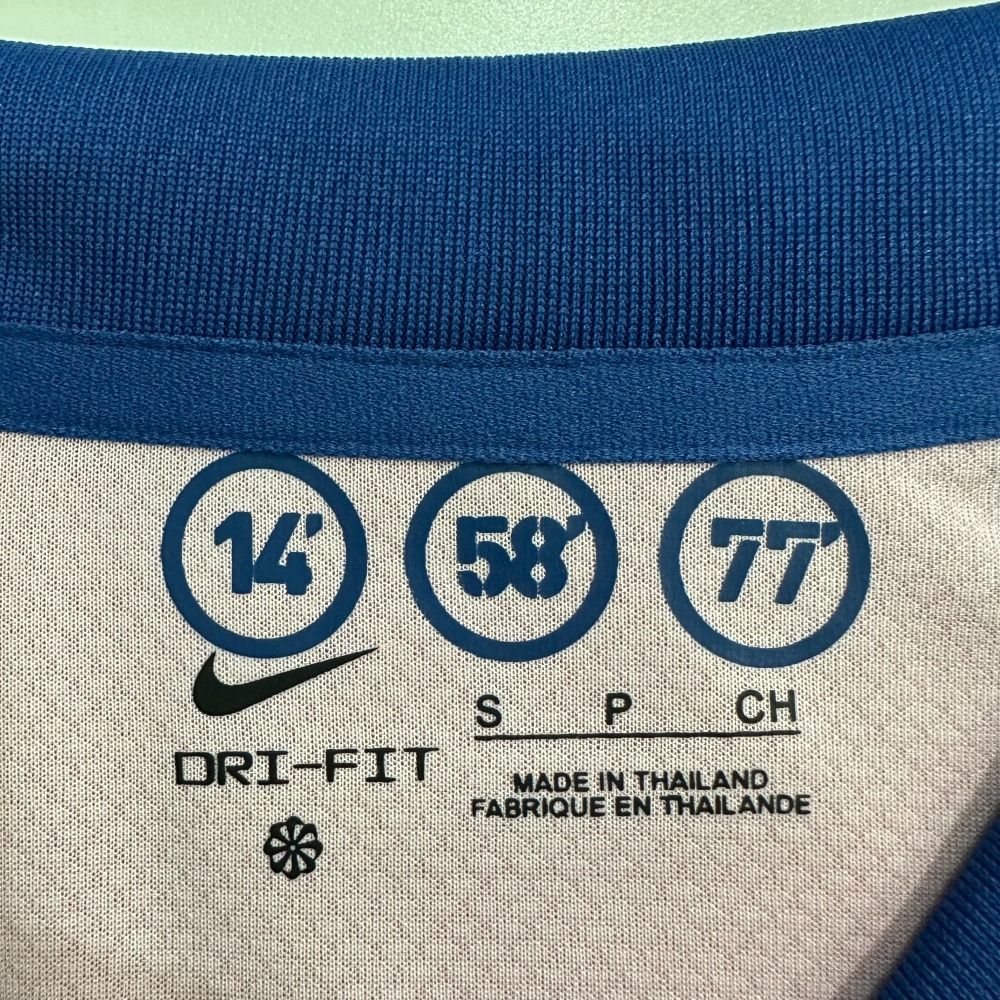 14' 58' 77'
S P CH
DRI-FIT
MADE IN THAILAND
FABRIQUE EN THAILANDE